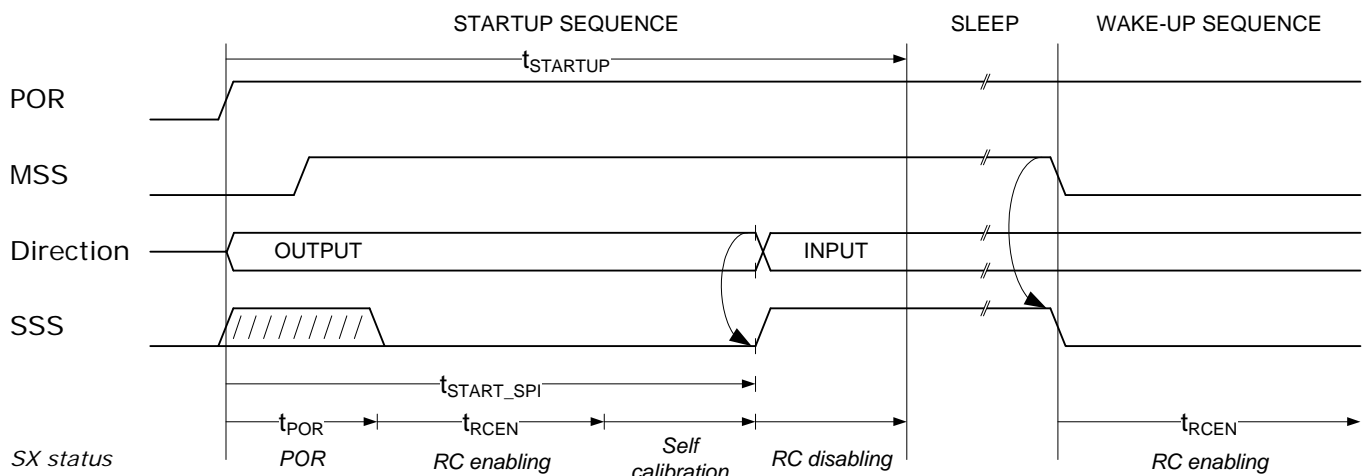 STARTUP SEQUENCE SLEEP WAKE-UP SEQUENCE
tSTARTUP
POR
MSS
Direction OUTPUT INPUT
SSS
tSTART_SPI
tPOR tRCEN tRCEN
SX status POR RC enabling Self calibration RC disabling RC enabling